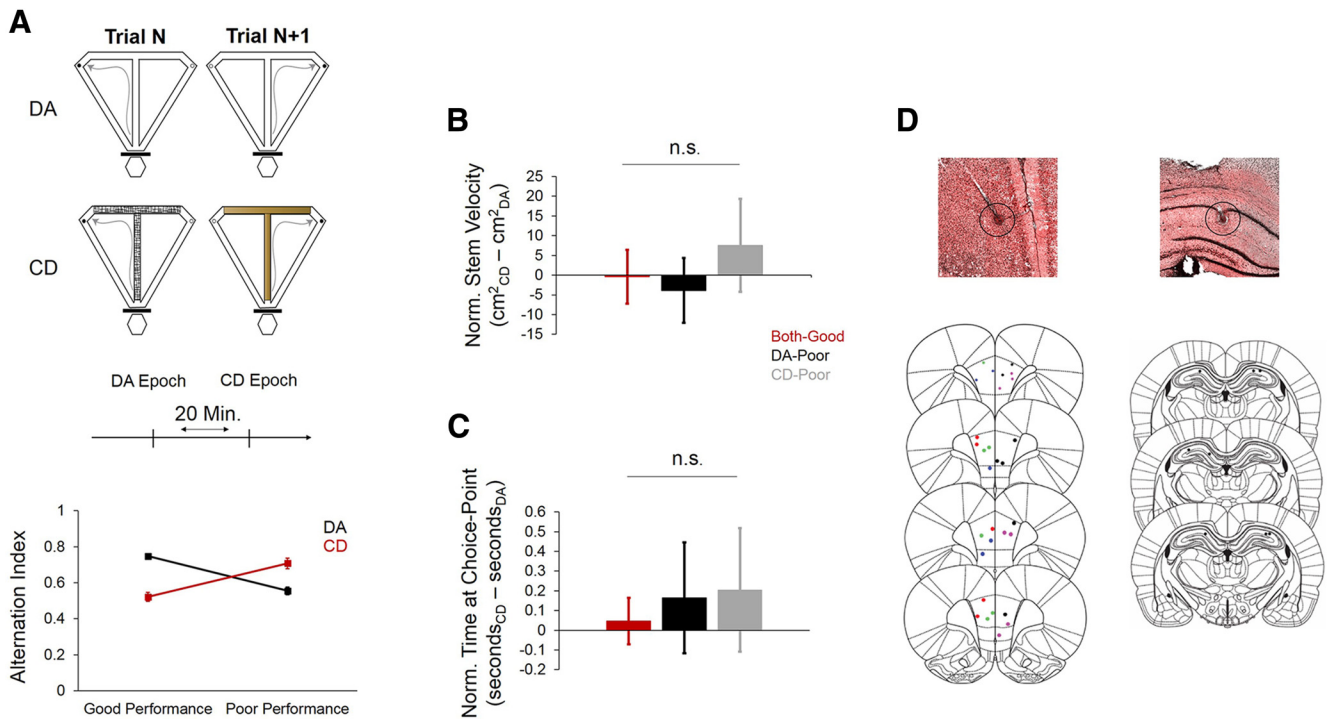 A
Trial N Trial N+1
DA
CD
DA Epoch CD Epoch
20 Min.
Alternation Index
1
0.8
0.6
0.4
0.2
0
DA
CD
Good Performance Poor Performance
B
n.s.
Norm. Stem Velocity
(cm²CD – cm²DA)
25
20
15
10
5
0
-5
-10
-15
Both-Good
DA-Poor
CD-Poor
C
n.s.
Norm. Time at Choice-Point
(secondsCD – secondsDA)
0.6
0.5
0.4
0.3
0.2
0.1
0
-0.1
-0.2
D